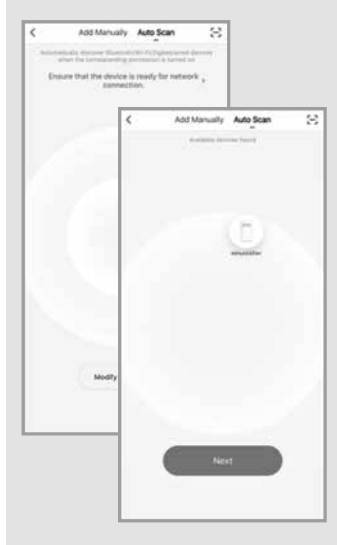 Add Manually Auto Scan
Automatically discover Bluetooth/Wi-Fi/Zigbee/wired devices
when the corresponding permission is turned on
Ensure that the device is ready for network
connection.
Modify
Add Manually Auto Scan
Available devices found
Next